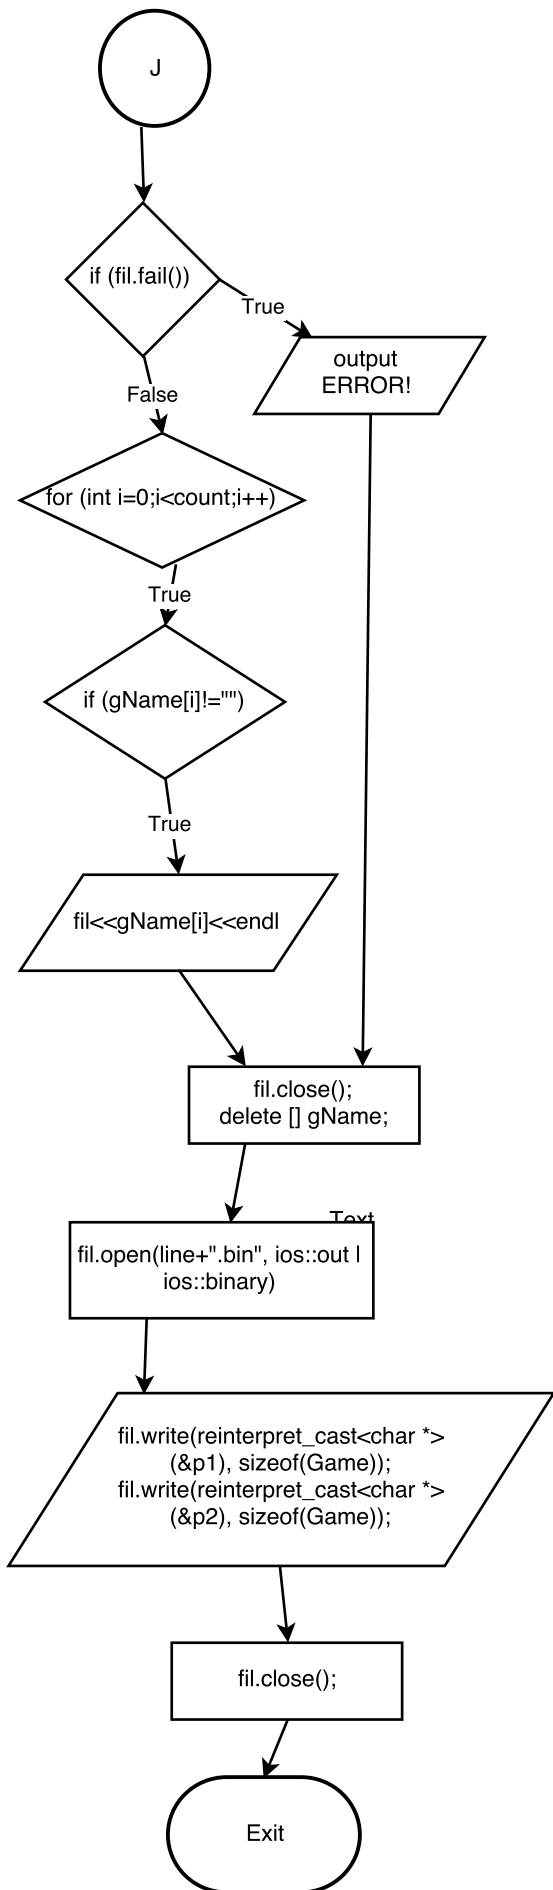 J
if (fil.fail())
True
output
ERROR!
False
for (int i=0;i<count;i++)
True
if (gName[i]!="")
True
fil<<gName[i]<<endl
fil.close();
delete [] gName;
Text
fil.open(line+".bin", ios::out |
ios::binary)
fil.write(reinterpret_cast<char *>
(&p1), sizeof(Game));
fil.write(reinterpret_cast<char *>
(&p2), sizeof(Game));
fil.close();
Exit